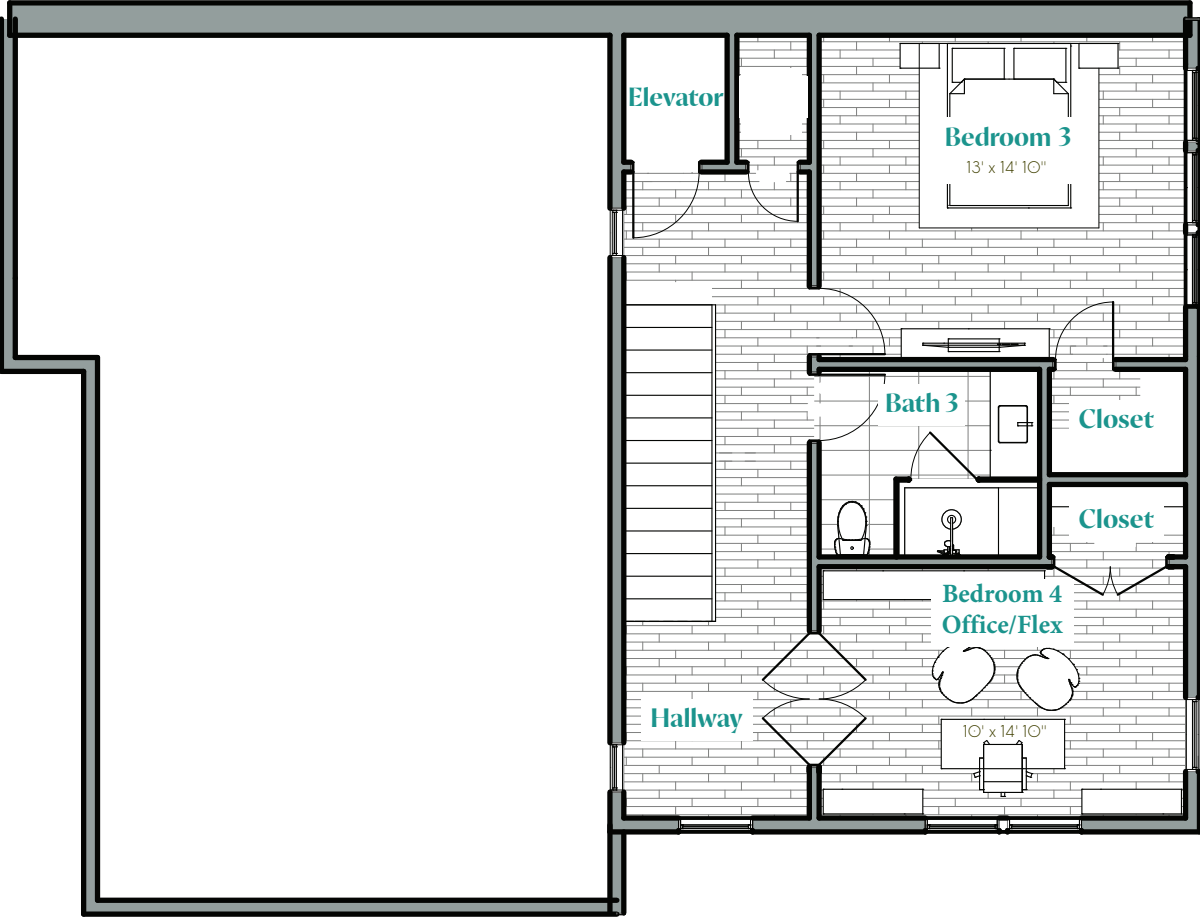 Elevator
Bedroom 3
13' x 14' 10"
Bath 3
Closet
Closet
Bedroom 4
Office/Flex
Hallway
10' x 14' 10"